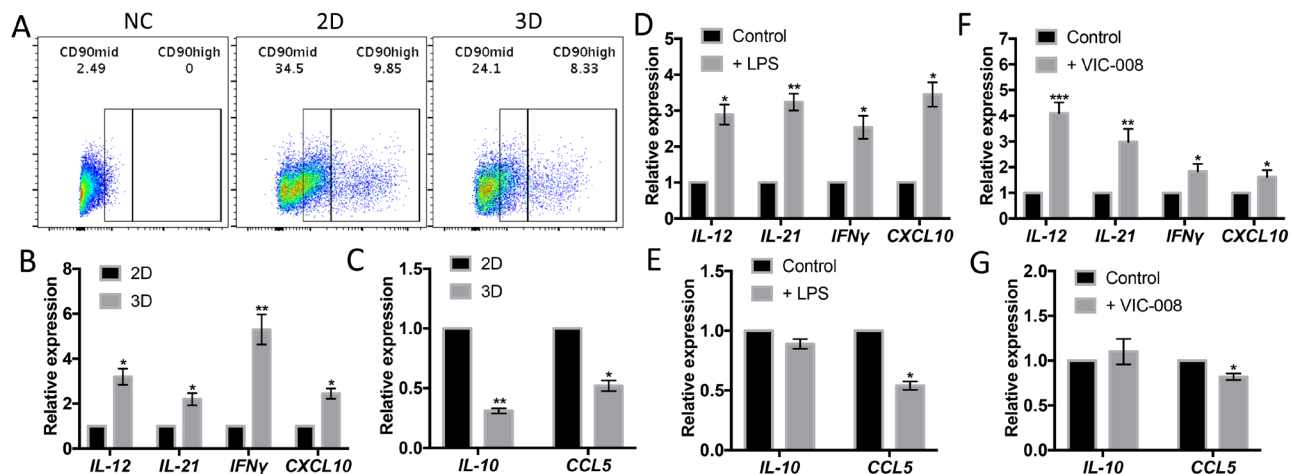 A
NC
2D
3D
CD90mid
CD90high
2.49
0
CD90mid
CD90high
34.5
9.85
CD90mid
CD90high
24.1
8.33
B
2D
3D
Relative expression
8
6
4
2
0
*
*
**
*
IL-12
IL-21
IFNγ
CXCL10
C
2D
3D
Relative expression
1.5
1.0
0.5
0.0
**
*
IL-10
CCL5
D
Control
+ LPS
Relative expression
5
4
3
2
1
0
*
**
*
*
IL-12
IL-21
IFNγ
CXCL10
E
Control
+ LPS
Relative expression
1.5
1.0
0.5
0.0
*
IL-10
CCL5
F
Control
+ VIC-008
Relative expression
7
6
5
4
3
2
1
0
***
**
*
*
IL-12
IL-21
IFNγ
CXCL10
G
Control
+ VIC-008
Relative expression
2.0
1.5
1.0
0.5
0.0
*
IL-10
CCL5